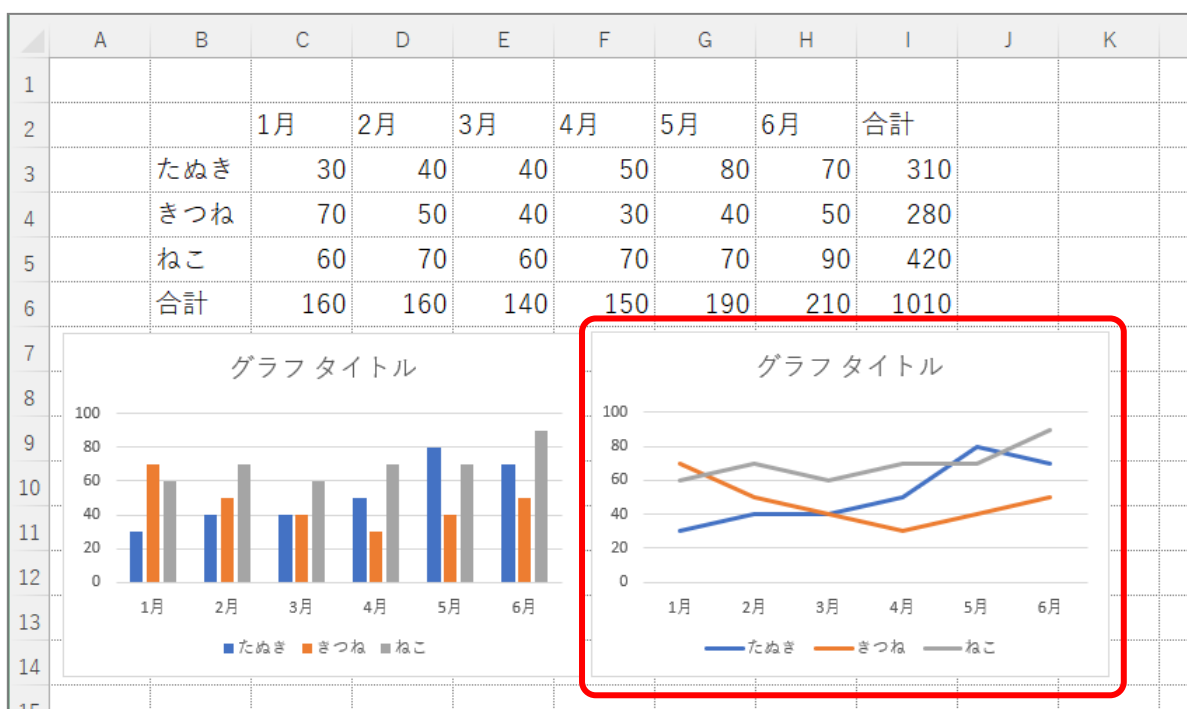 A B C D E F G H I J K
1
2 1月 2月 3月 4月 5月 6月 合計
3 たぬき 30 40 40 50 80 70 310
4 きつね 70 50 40 30 40 50 280
5 ねこ 60 70 60 70 70 90 420
6 合計 160 160 140 150 190 210 1010
7
8
9
10
11
12
13
14
15
グラフ タイトル
100
80
60
40
20
0
1月 2月 3月 4月 5月 6月
たぬき きつね ねこ
グラフ タイトル
100
80
60
40
20
0
1月 2月 3月 4月 5月 6月
たぬき きつね ねこ